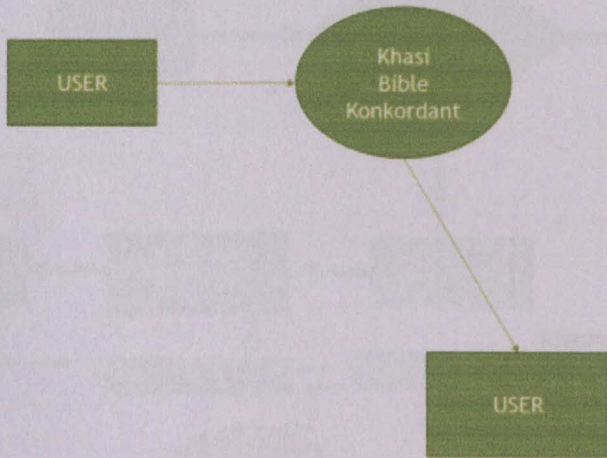 USER
Khasi
Bible
Konkordant
USER